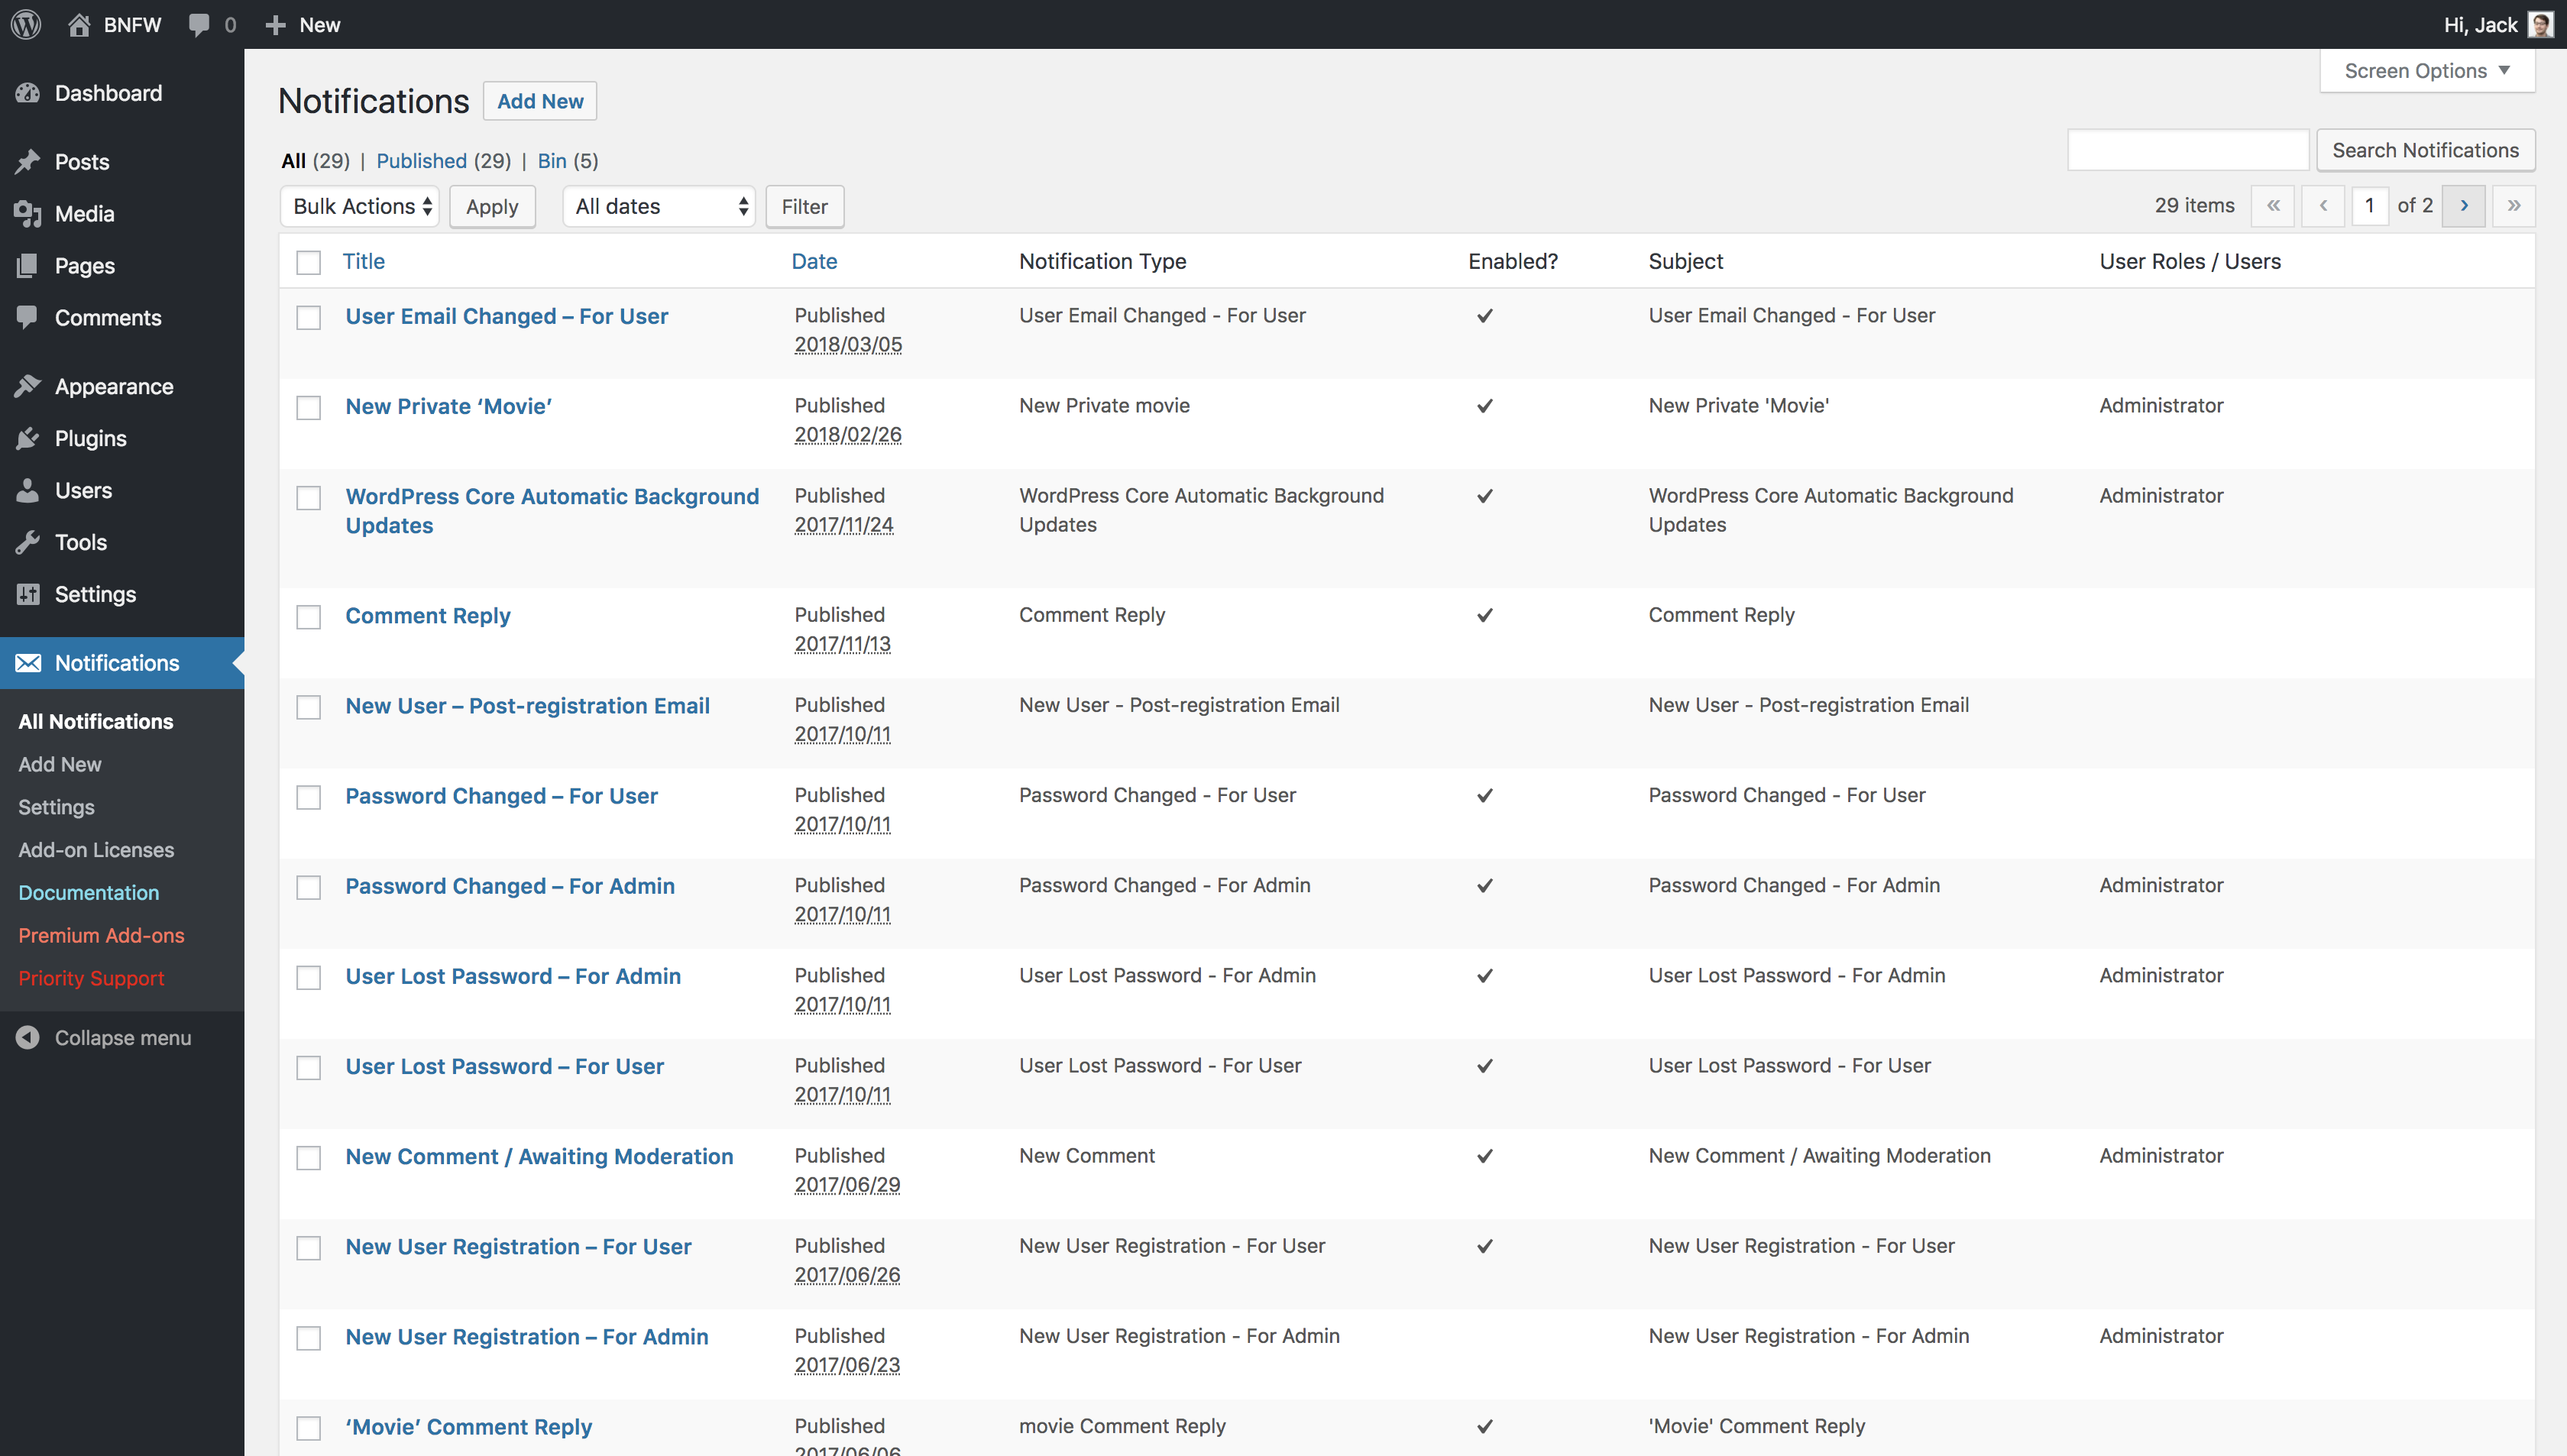 BNFW 0 New Hi, Jack
Screen Options
Dashboard
Posts
Media
Pages
Comments
Appearance
Plugins
Users
Tools
Settings
Notifications
All Notifications
Add New
Settings
Add-on Licenses
Documentation
Premium Add-ons
Priority Support
Collapse menu
Notifications Add New
All (29) | Published (29) | Bin (5)
Search Notifications
Bulk Actions Apply All dates Filter
29 items « ‹ 1 of 2 › »
Title Date Notification Type Enabled? Subject User Roles / Users
User Email Changed – For User Published User Email Changed - For User ✓ User Email Changed - For User
2018/03/05
New Private ‘Movie’ Published New Private movie ✓ New Private 'Movie' Administrator
2018/02/26
WordPress Core Automatic Background Published WordPress Core Automatic Background ✓ WordPress Core Automatic Background Administrator
Updates 2017/11/24 Updates Updates
Comment Reply Published Comment Reply ✓ Comment Reply
2017/11/13
New User – Post-registration Email Published New User - Post-registration Email New User - Post-registration Email
2017/10/11
Password Changed – For User Published Password Changed - For User ✓ Password Changed - For User
2017/10/11
Password Changed – For Admin Published Password Changed - For Admin ✓ Password Changed - For Admin Administrator
2017/10/11
User Lost Password – For Admin Published User Lost Password - For Admin ✓ User Lost Password - For Admin Administrator
2017/10/11
User Lost Password – For User Published User Lost Password - For User ✓ User Lost Password - For User
2017/10/11
New Comment / Awaiting Moderation Published New Comment ✓ New Comment / Awaiting Moderation Administrator
2017/06/29
New User Registration – For User Published New User Registration - For User ✓ New User Registration - For User
2017/06/26
New User Registration – For Admin Published New User Registration - For Admin New User Registration - For Admin Administrator
2017/06/23
‘Movie’ Comment Reply Published movie Comment Reply ✓ 'Movie' Comment Reply